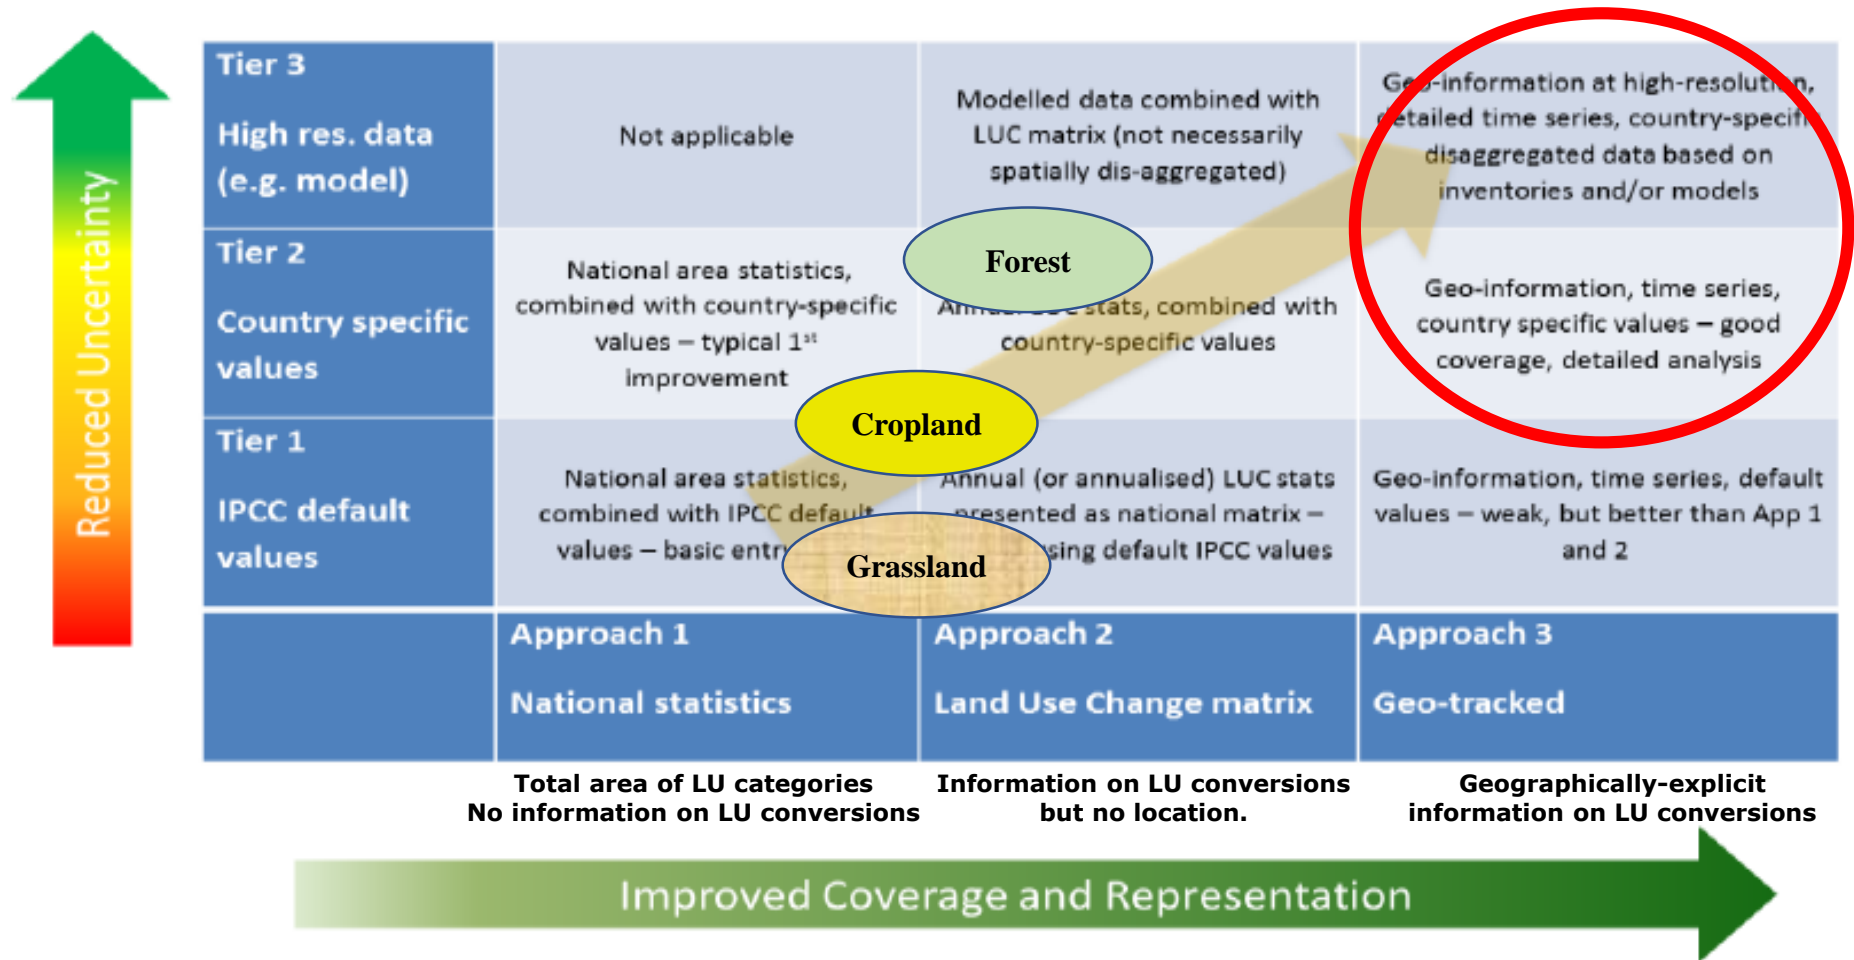 Reduced Uncertainty
Tier 3
High res. data
(e.g. model)
Not applicable
Modelled data combined with
LUC matrix (not necessarily
spatially dis-aggregated)
Geo-information at high-resolution,
detailed time series, country-specific
disaggregated data based on
inventories and/or models
Tier 2
Country specific
values
National area statistics,
combined with country-specific
values – typical 1st
improvement
Forest
stats, combined with
country-specific values
Geo-information, time series,
country specific values – good
coverage, detailed analysis
Cropland
Tier 1
IPCC default
values
National area statistics,
combined with IPCC default
values – basic
Grassland
Annual (or annualised) LUC stats
presented as national matrix –
using default IPCC values
Geo-information, time series, default
values – weak, but better than App 1
and 2
Approach 1
National statistics
Approach 2
Land Use Change matrix
Approach 3
Geo-tracked
Total area of LU categories
No information on LU conversions
Information on LU conversions
but no location.
Geographically-explicit
information on LU conversions
Improved Coverage and Representation